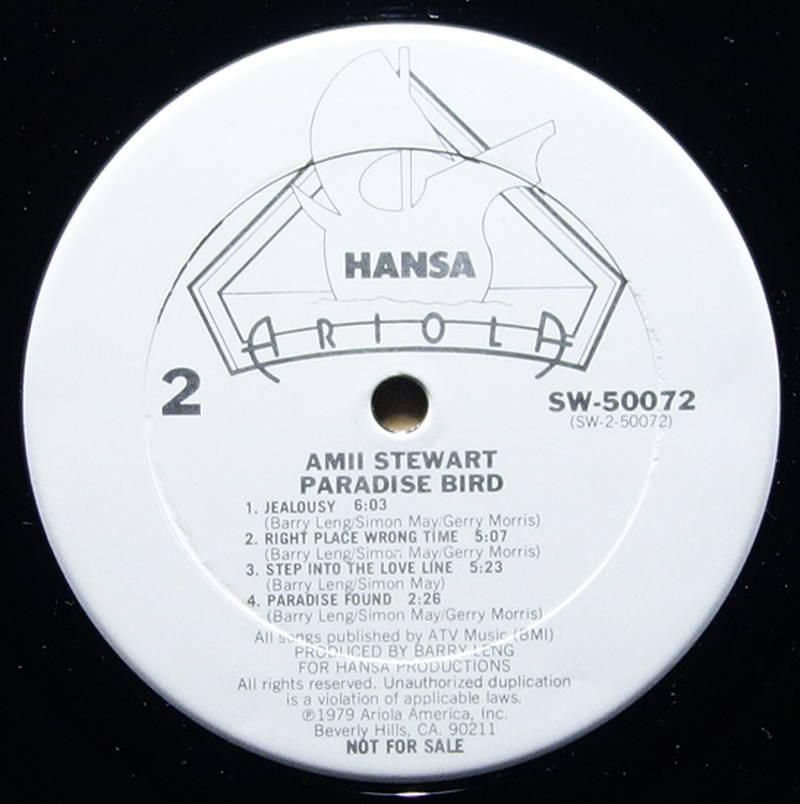 HANSA
ARIOLA
2
SW-50072
(SW-2-50072)
AMII STEWART
PARADISE BIRD
1. JEALOUSY 6:03
(Barry Leng/Simon May/Gerry Morris)
2. RIGHT PLACE WRONG TIME 5:07
(Barry Leng/Simon May/Gerry Morris)
3. STEP INTO THE LOVE LINE 5:23
(Barry Leng/Simon May)
4. PARADISE FOUND 2:26
(Barry Leng/Simon May/Gerry Morris)
All songs published by ATV Music (BMI)
PRODUCED BY BARRY LENG
FOR HANSA PRODUCTIONS
All rights reserved. Unauthorized duplication
is a violation of applicable laws.
℗1979 Ariola America, Inc.
Beverly Hills, CA. 90211
NOT FOR SALE